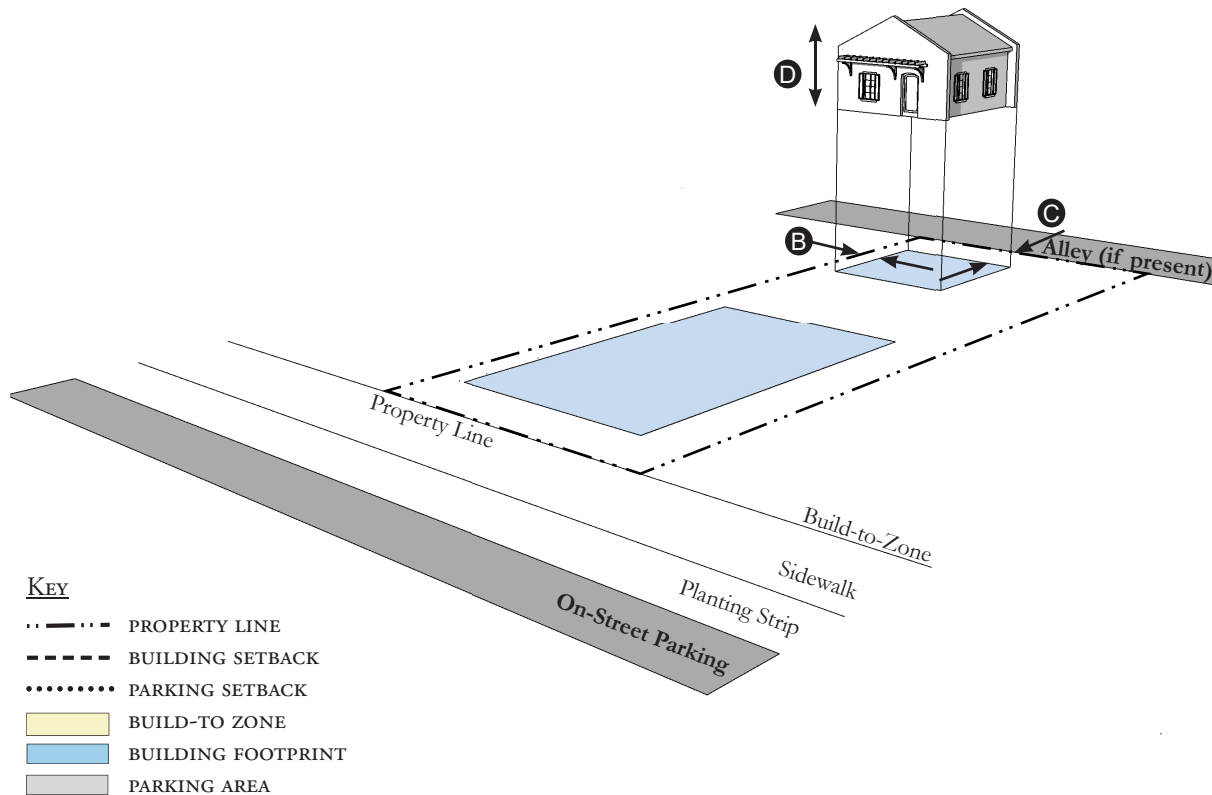 D
C
B
Alley (if present)
Property Line
Build-to-Zone
Sidewalk
Planting Strip
On-Street Parking
KEY
PROPERTY LINE
BUILDING SETBACK
PARKING SETBACK
BUILD-TO ZONE
BUILDING FOOTPRINT
PARKING AREA